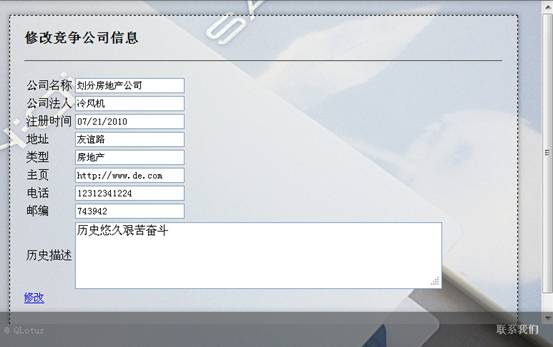 修改竞争公司信息
公司名称 划分房地产公司
公司法人 冷风机
注册时间 07/21/2010
地址 友谊路
类型 房地产
主页 http://www.de.com
电话 12312341224
邮编 743942
历史描述 历史悠久艰苦奋斗
修改
© QLotur 联系我们